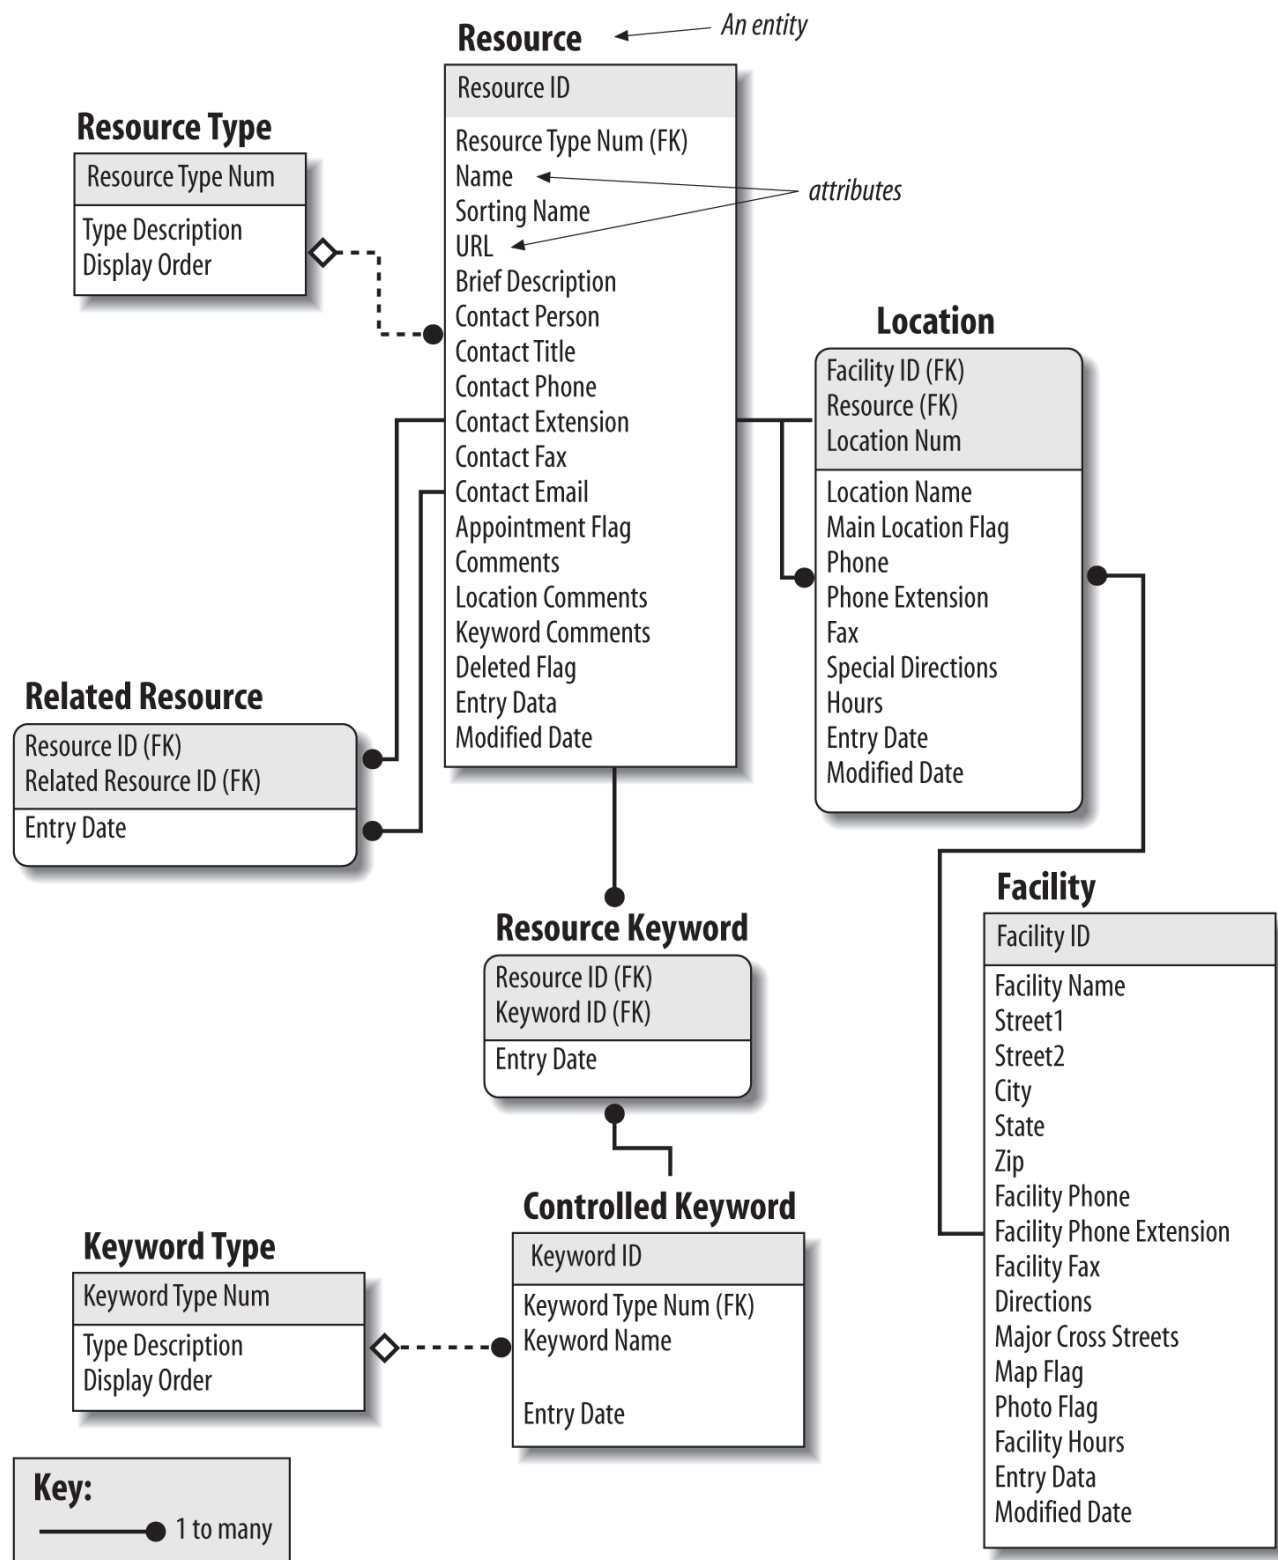 Resource
An entity
Resource ID
Resource Type Num (FK)
Name
attributes
Sorting Name
URL
Brief Description
Contact Person
Contact Title
Contact Phone
Contact Extension
Contact Fax
Contact Email
Appointment Flag
Comments
Location Comments
Keyword Comments
Deleted Flag
Entry Data
Modified Date
Resource Type
Resource Type Num
Type Description
Display Order
Location
Facility ID (FK)
Resource (FK)
Location Num
Location Name
Main Location Flag
Phone
Phone Extension
Fax
Special Directions
Hours
Entry Date
Modified Date
Related Resource
Resource ID (FK)
Related Resource ID (FK)
Entry Date
Resource Keyword
Resource ID (FK)
Keyword ID (FK)
Entry Date
Facility
Facility ID
Facility Name
Street1
Street2
City
State
Zip
Facility Phone
Facility Phone Extension
Facility Fax
Directions
Major Cross Streets
Map Flag
Photo Flag
Facility Hours
Entry Data
Modified Date
Controlled Keyword
Keyword ID
Keyword Type Num (FK)
Keyword Name
Entry Date
Keyword Type
Keyword Type Num
Type Description
Display Order
Key:
1 to many